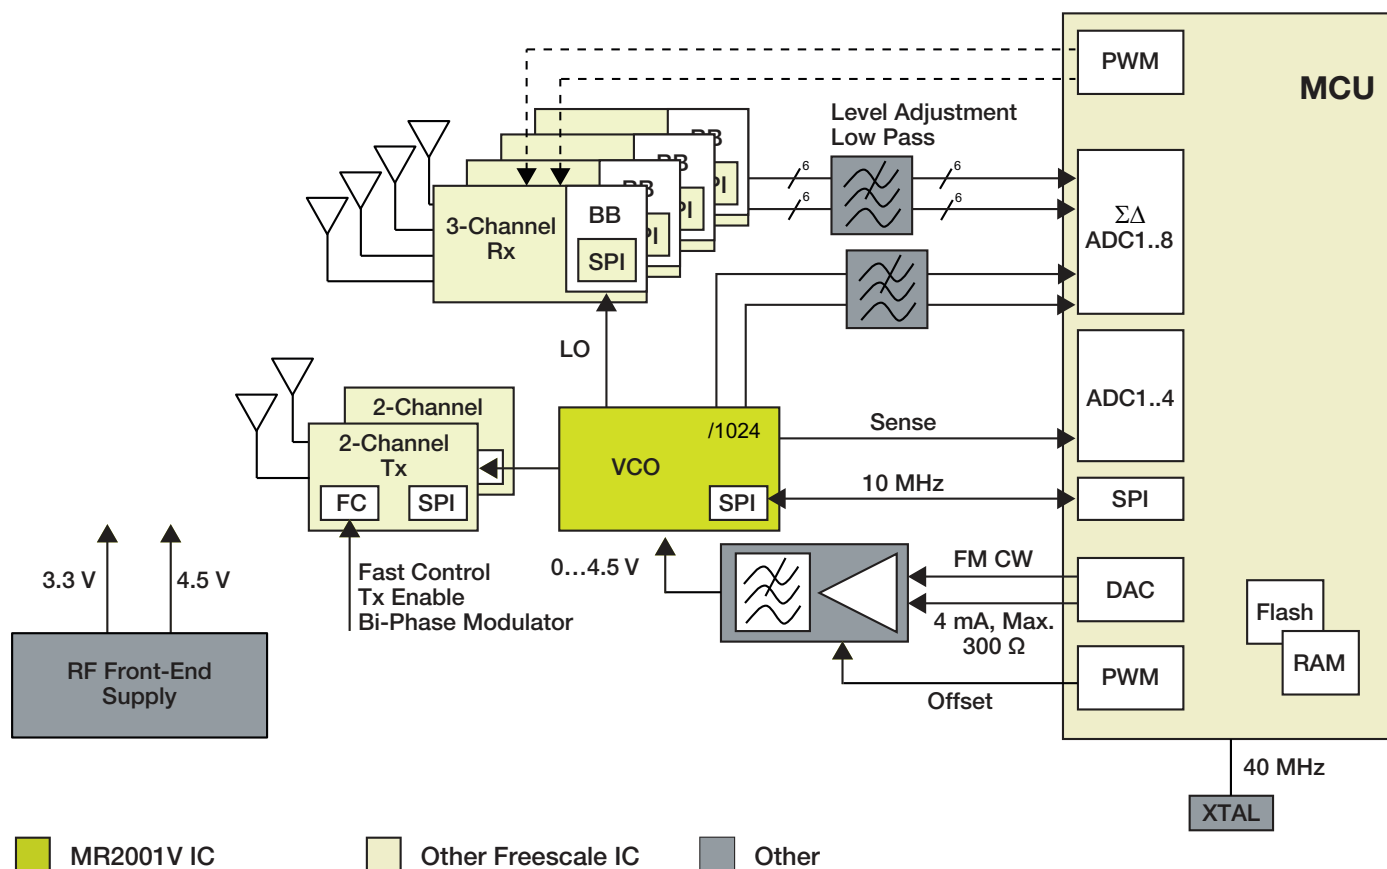 PWM
MCU
Level Adjustment
Low Pass
BB
BB
BB
6
6
6
6
PI
PI
PI
3-Channel
Rx
BB
SPI
ΣΔ
ADC1..8
LO
2-Channel
2-Channel
Tx
FC
SPI
/1024
VCO
SPI
Sense
ADC1..4
10 MHz
SPI
0...4.5 V
FM CW
DAC
4 mA, Max.
300 Ω
Fast Control
Tx Enable
Bi-Phase Modulator
3.3 V
4.5 V
Flash
RAM
RF Front-End
Supply
PWM
Offset
40 MHz
XTAL
MR2001V IC
Other Freescale IC
Other